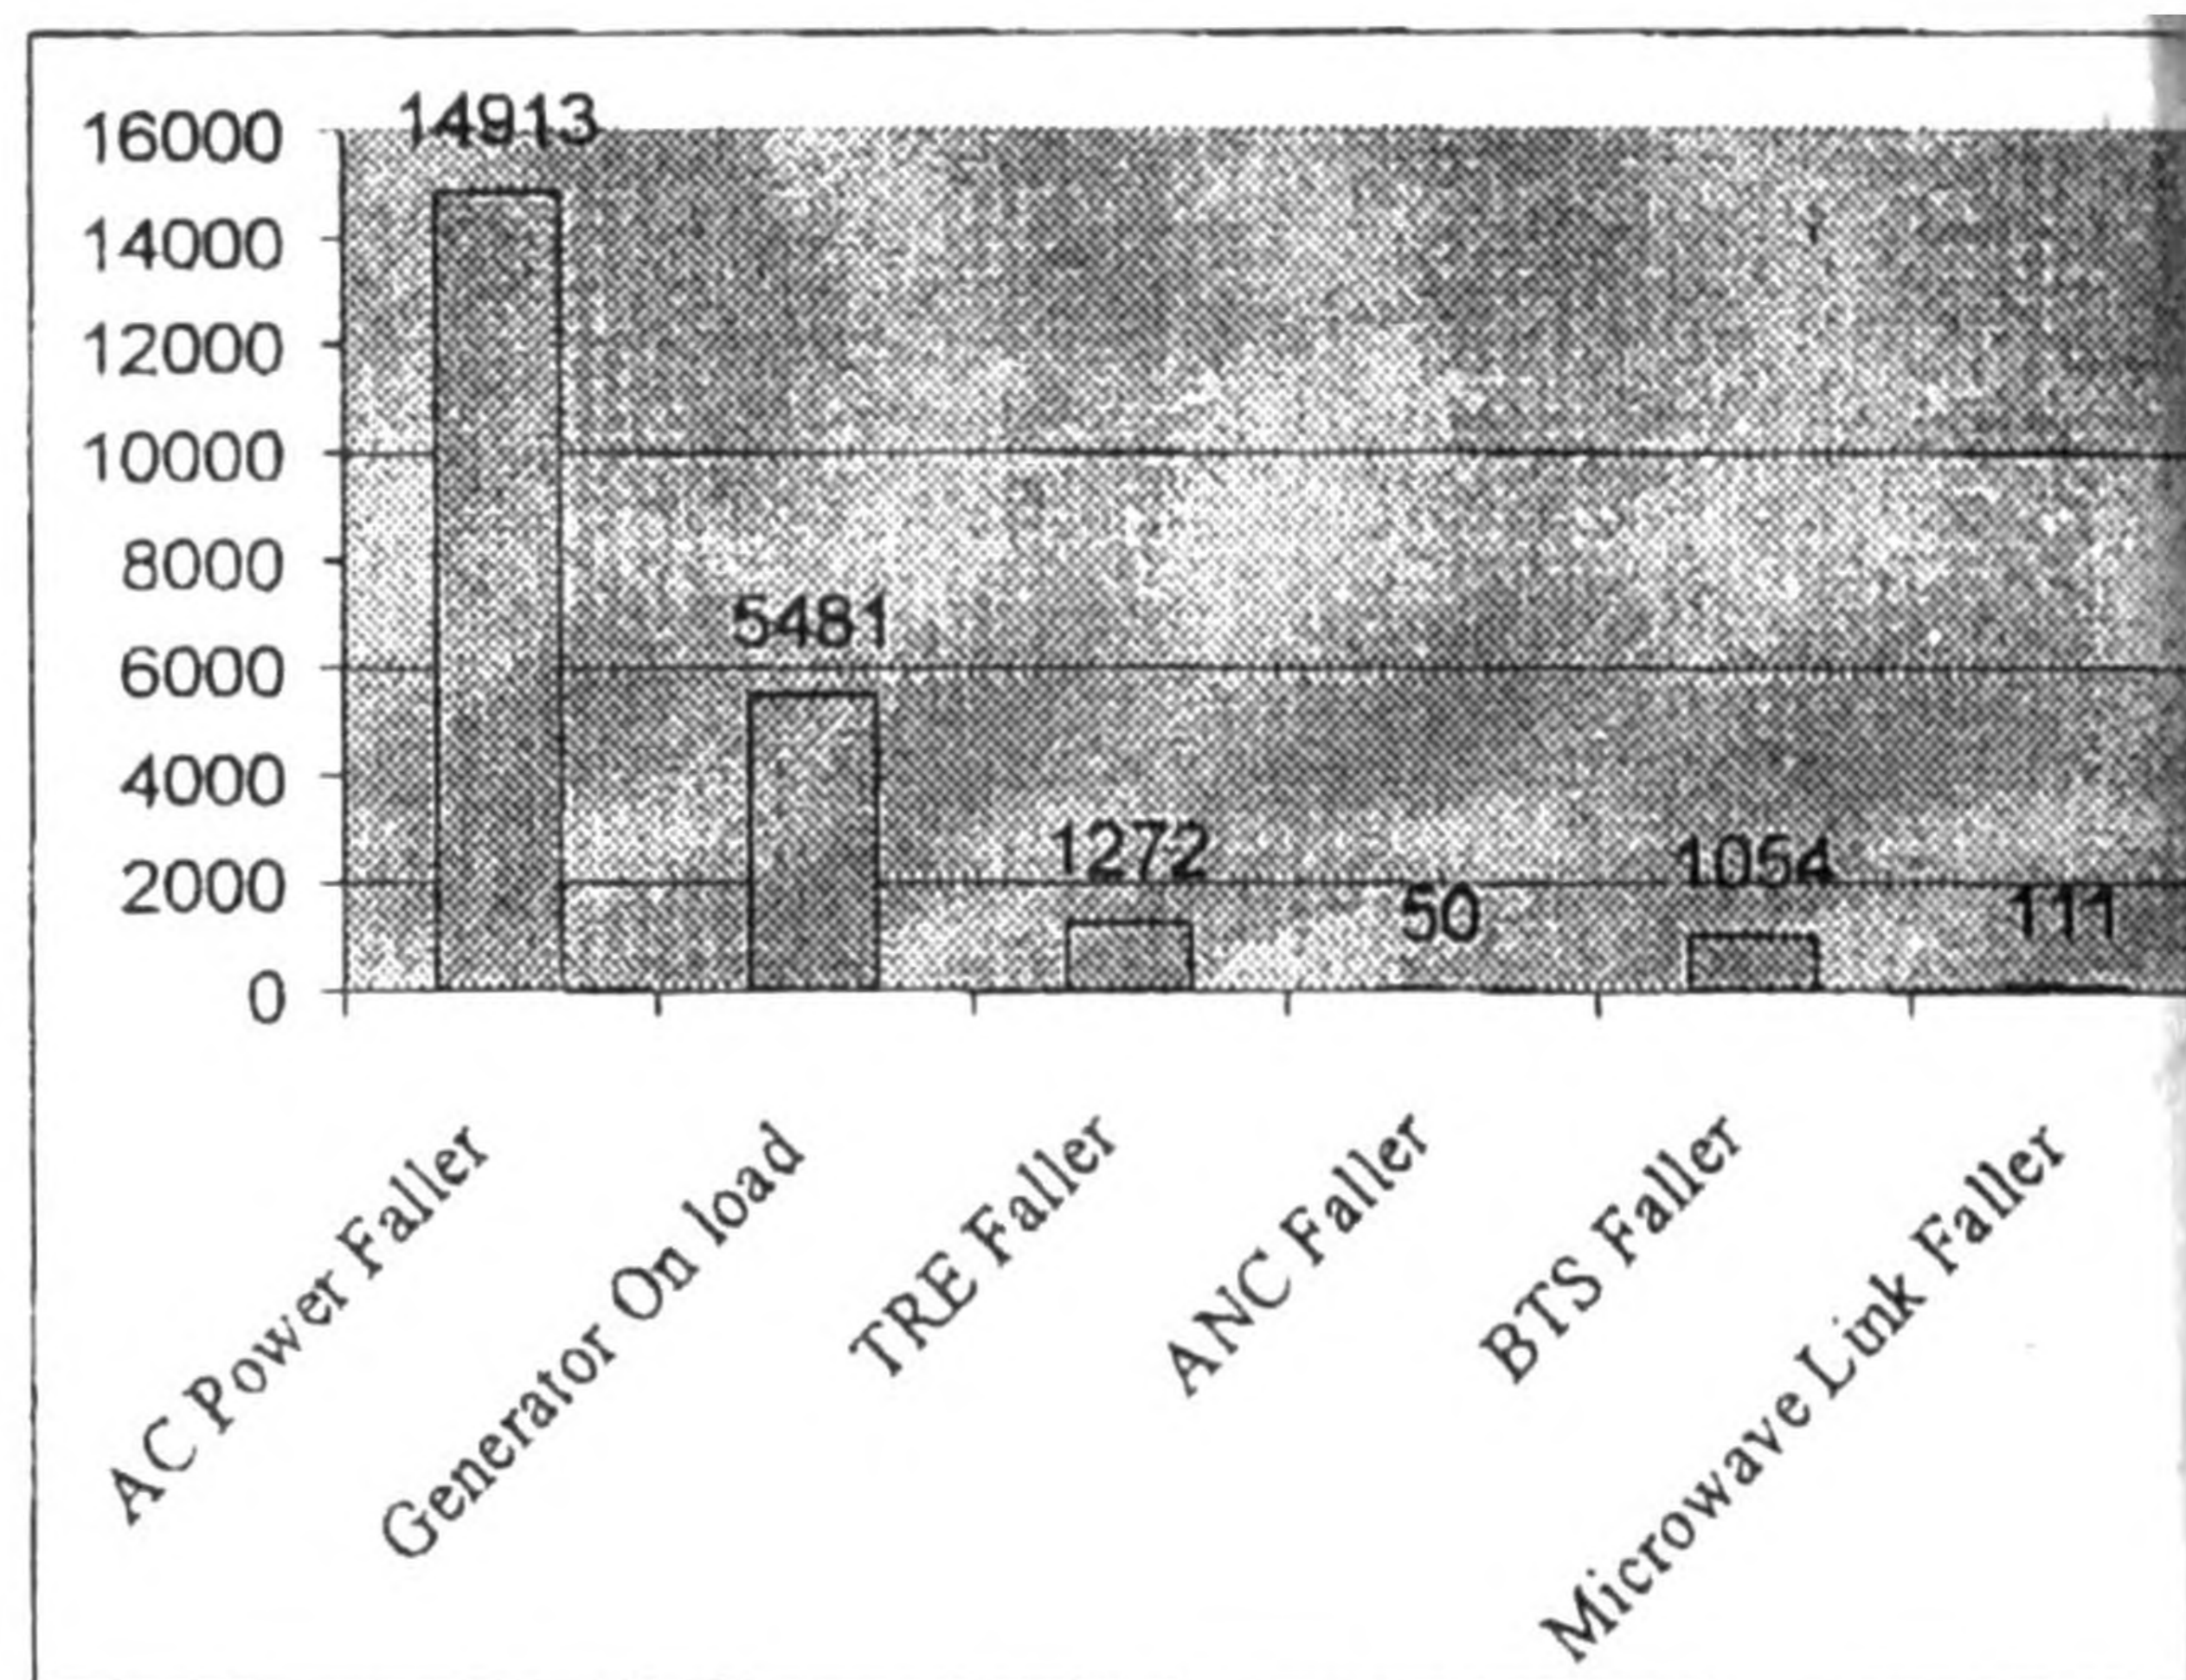 16000
14000
12000
10000
8000
6000
4000
2000
0
14913
5481
1272
50
1054
111
AC Power Faller
Generator On load
TRE Faller
ANC Faller
BTS Faller
Microwave Link Faller